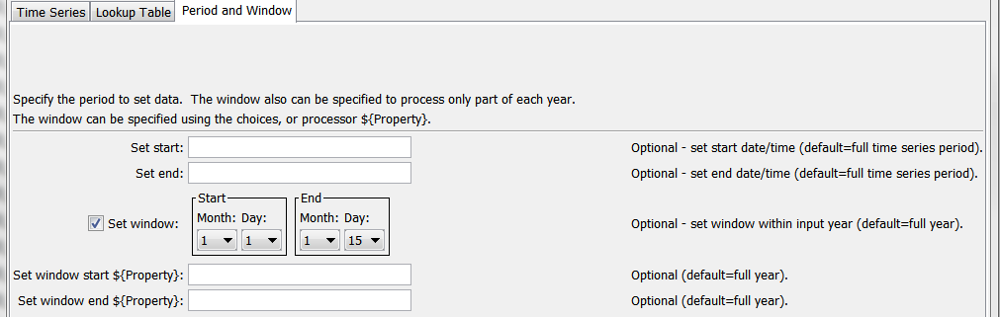 Time Series Lookup Table Period and Window
Specify the period to set data. The window also can be specified to process only part of each year.
The window can be specified using the choices, or processor ${Property}.
Set start: Optional - set start date/time (default=full time series period).
Set end: Optional - set end date/time (default=full time series period).
Start End
Month: Day: Month: Day:
Set window: Optional - set window within input year (default=full year).
1 1 1 15
Set window start ${Property}: Optional (default=full year).
Set window end ${Property}: Optional (default=full year).